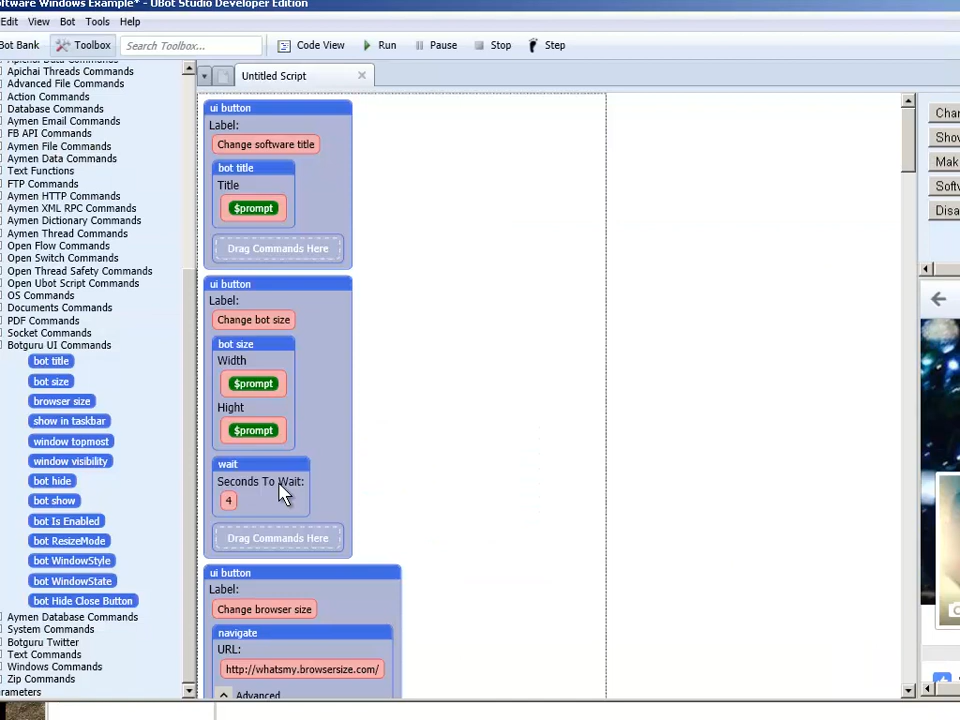 oftware Windows Example* - UBot Studio Developer Edition
Edit View Bot Tools Help
Bot Bank Toolbox Search Toolbox... Code View Run Pause Stop Step
Untitled Script
Apichai Threads Commands
Advanced File Commands
Action Commands
Database Commands
Aymen Email Commands
FB API Commands
Aymen File Commands
Aymen Data Commands
Text Functions
FTP Commands
Aymen HTTP Commands
Aymen XML RPC Commands
Aymen Dictionary Commands
Aymen Thread Commands
Open Flow Commands
Open Switch Commands
Open Thread Safety Commands
Open Ubot Script Commands
OS Commands
Documents Commands
PDF Commands
Socket Commands
Botguru UI Commands
bot title
bot size
browser size
show in taskbar
window topmost
window visibility
bot hide
bot show
bot Is Enabled
bot ResizeMode
bot WindowStyle
bot WindowState
bot Hide Close Button
Aymen Database Commands
System Commands
Botguru Twitter
Text Commands
Windows Commands
Zip Commands
rameters
ui button
Label:
Change software title
bot title
Title
$prompt
Drag Commands Here
ui button
Label:
Change bot size
bot size
Width
$prompt
Hight
$prompt
wait
Seconds To Wait:
4
Drag Commands Here
ui button
Label:
Change browser size
navigate
URL:
http://whatsmy.browsersize.com/
Advanced
Char
Show
Mak
Softv
Disa